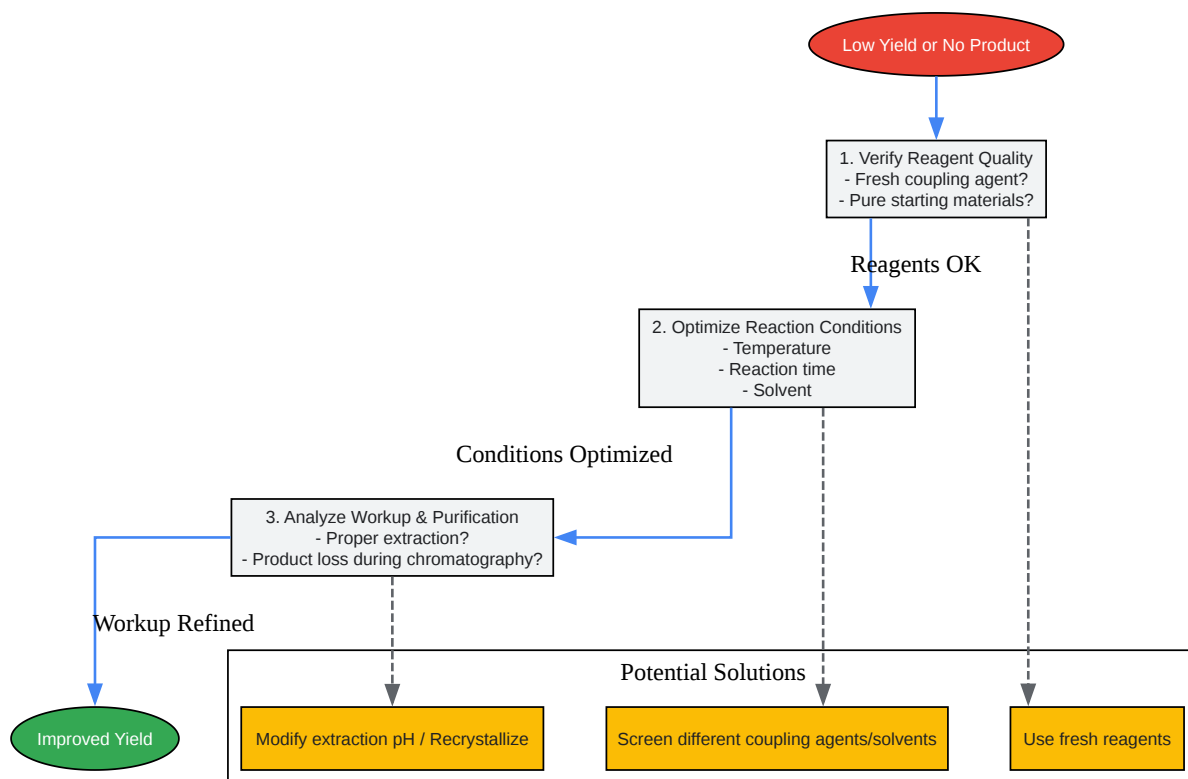 Low Yield or No Product
1. Verify Reagent Quality
- Fresh coupling agent?
- Pure starting materials?
Reagents OK
2. Optimize Reaction Conditions
- Temperature
- Reaction time
- Solvent
Conditions Optimized
3. Analyze Workup & Purification
- Proper extraction?
- Product loss during chromatography?
Workup Refined
Potential Solutions
Improved Yield
Modify extraction pH / Recrystallize
Screen different coupling agents/solvents
Use fresh reagents